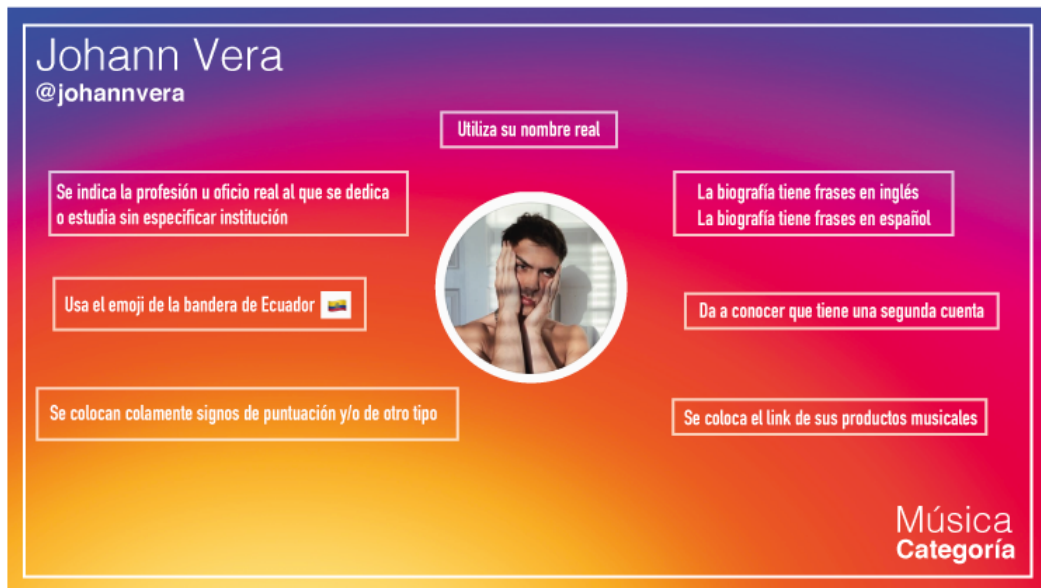 Johann Vera
@johannvera
Utiliza su nombre real
Se indica la profesión u oficio real al que se dedica
o estudia sin especificar institución
La biografía tiene frases en inglés
La biografía tiene frases en español
Usa el emoji de la bandera de Ecuador
Da a conocer que tiene una segunda cuenta
Se colocan colamente signos de puntuación y/o de otro tipo
Se coloca el link de sus productos musicales
Música
Categoría